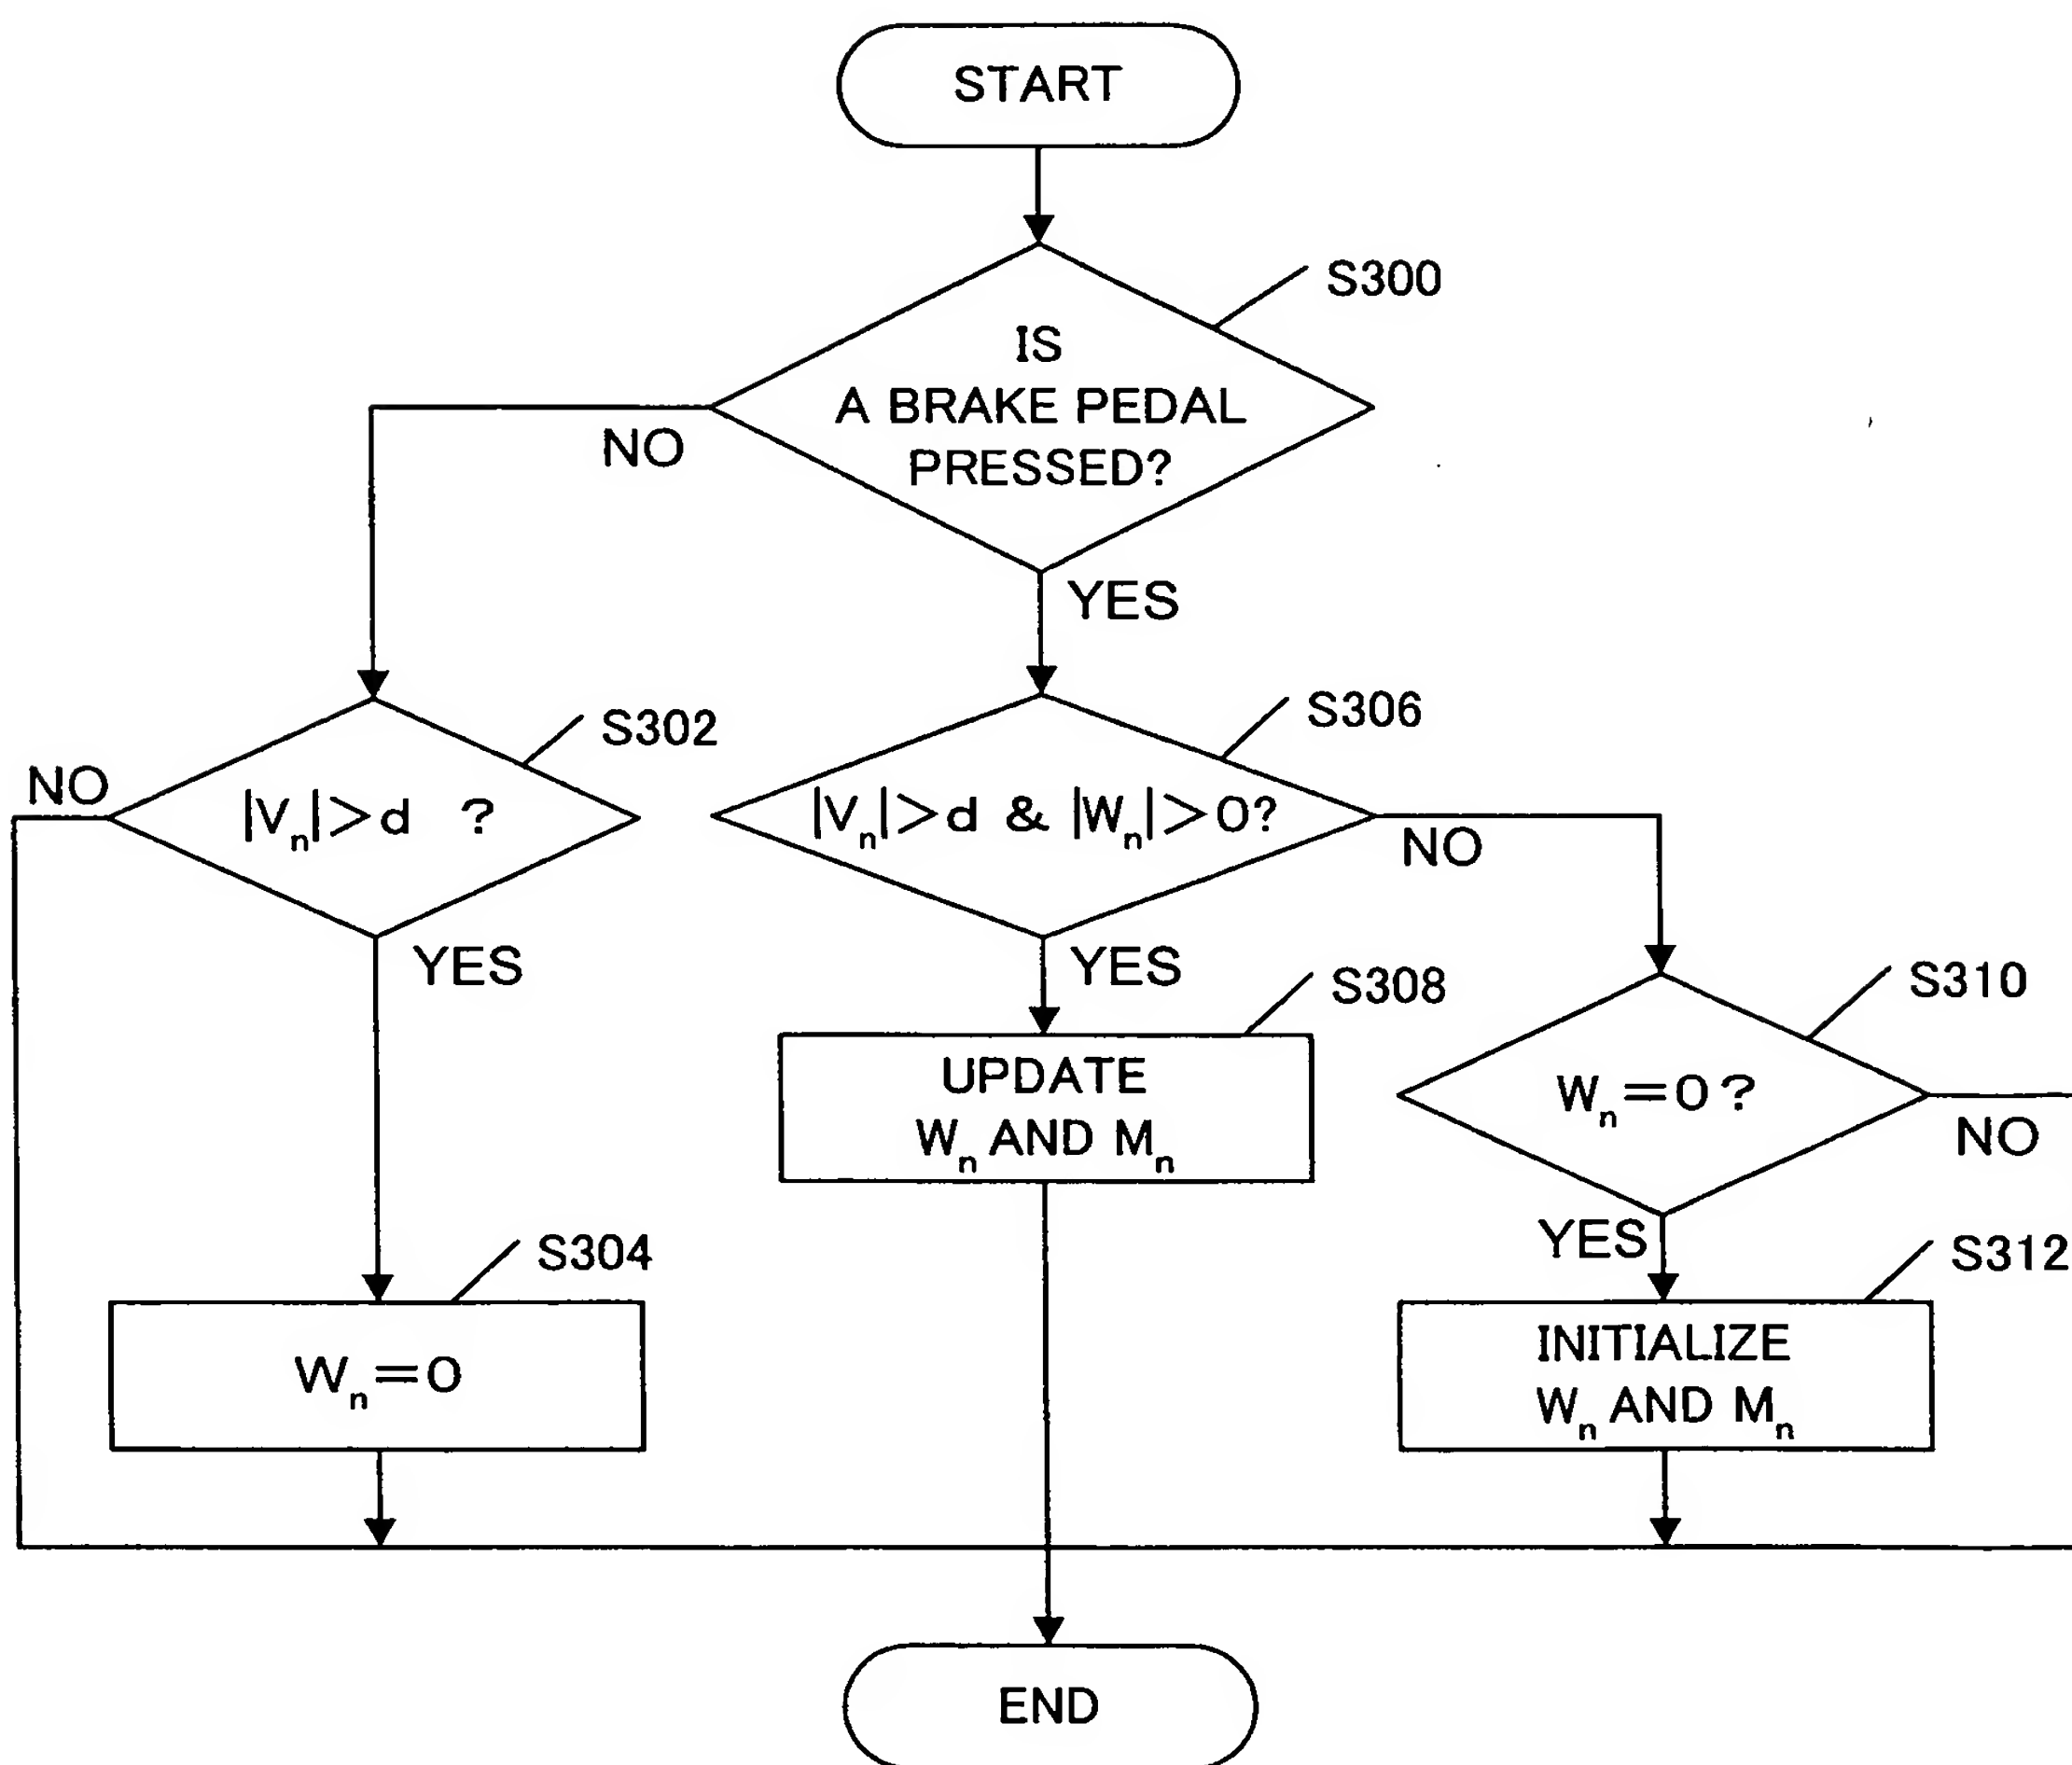 START
S300
IS
A BRAKE PEDAL
PRESSED?
NO
YES
S302
S306
NO
|Vn|>d ?
|Vn|>d & |Wn|>0?
NO
YES
YES
S308
S310
UPDATE
Wn AND Mn
Wn=0?
NO
YES
S304
S312
Wn=0
INITIALIZE
Wn AND Mn
END